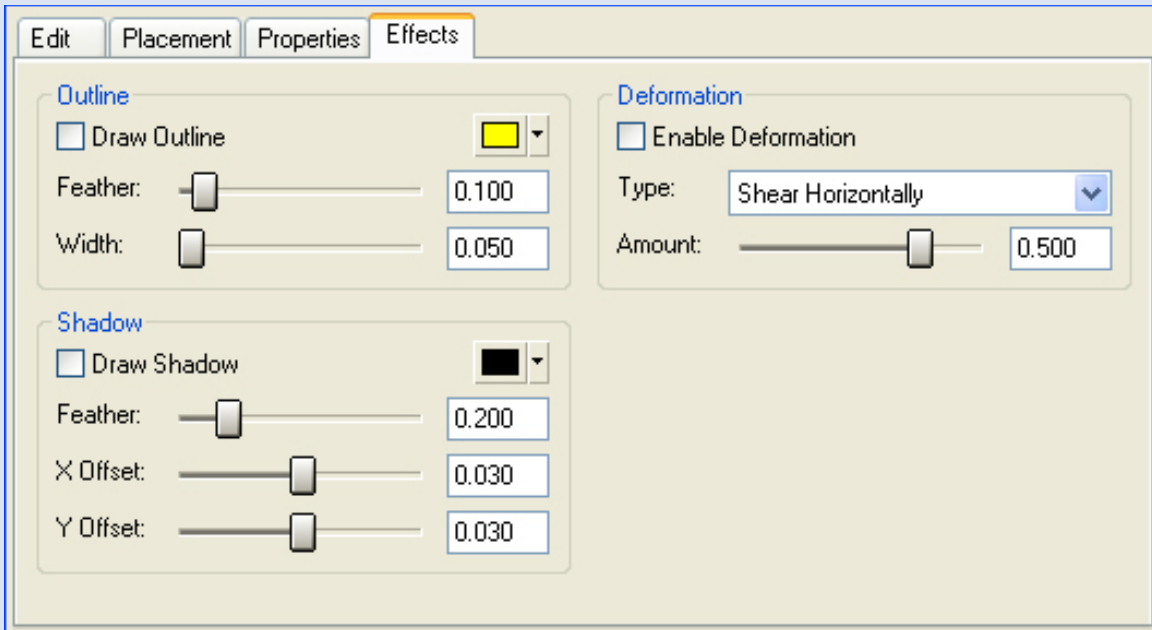 Edit Placement Properties Effects
Outline
Draw Outline
Feather: 0.100
Width: 0.050
Shadow
Draw Shadow
Feather: 0.200
X Offset: 0.030
Y Offset: 0.030
Deformation
Enable Deformation
Type: Shear Horizontally
Amount: 0.500